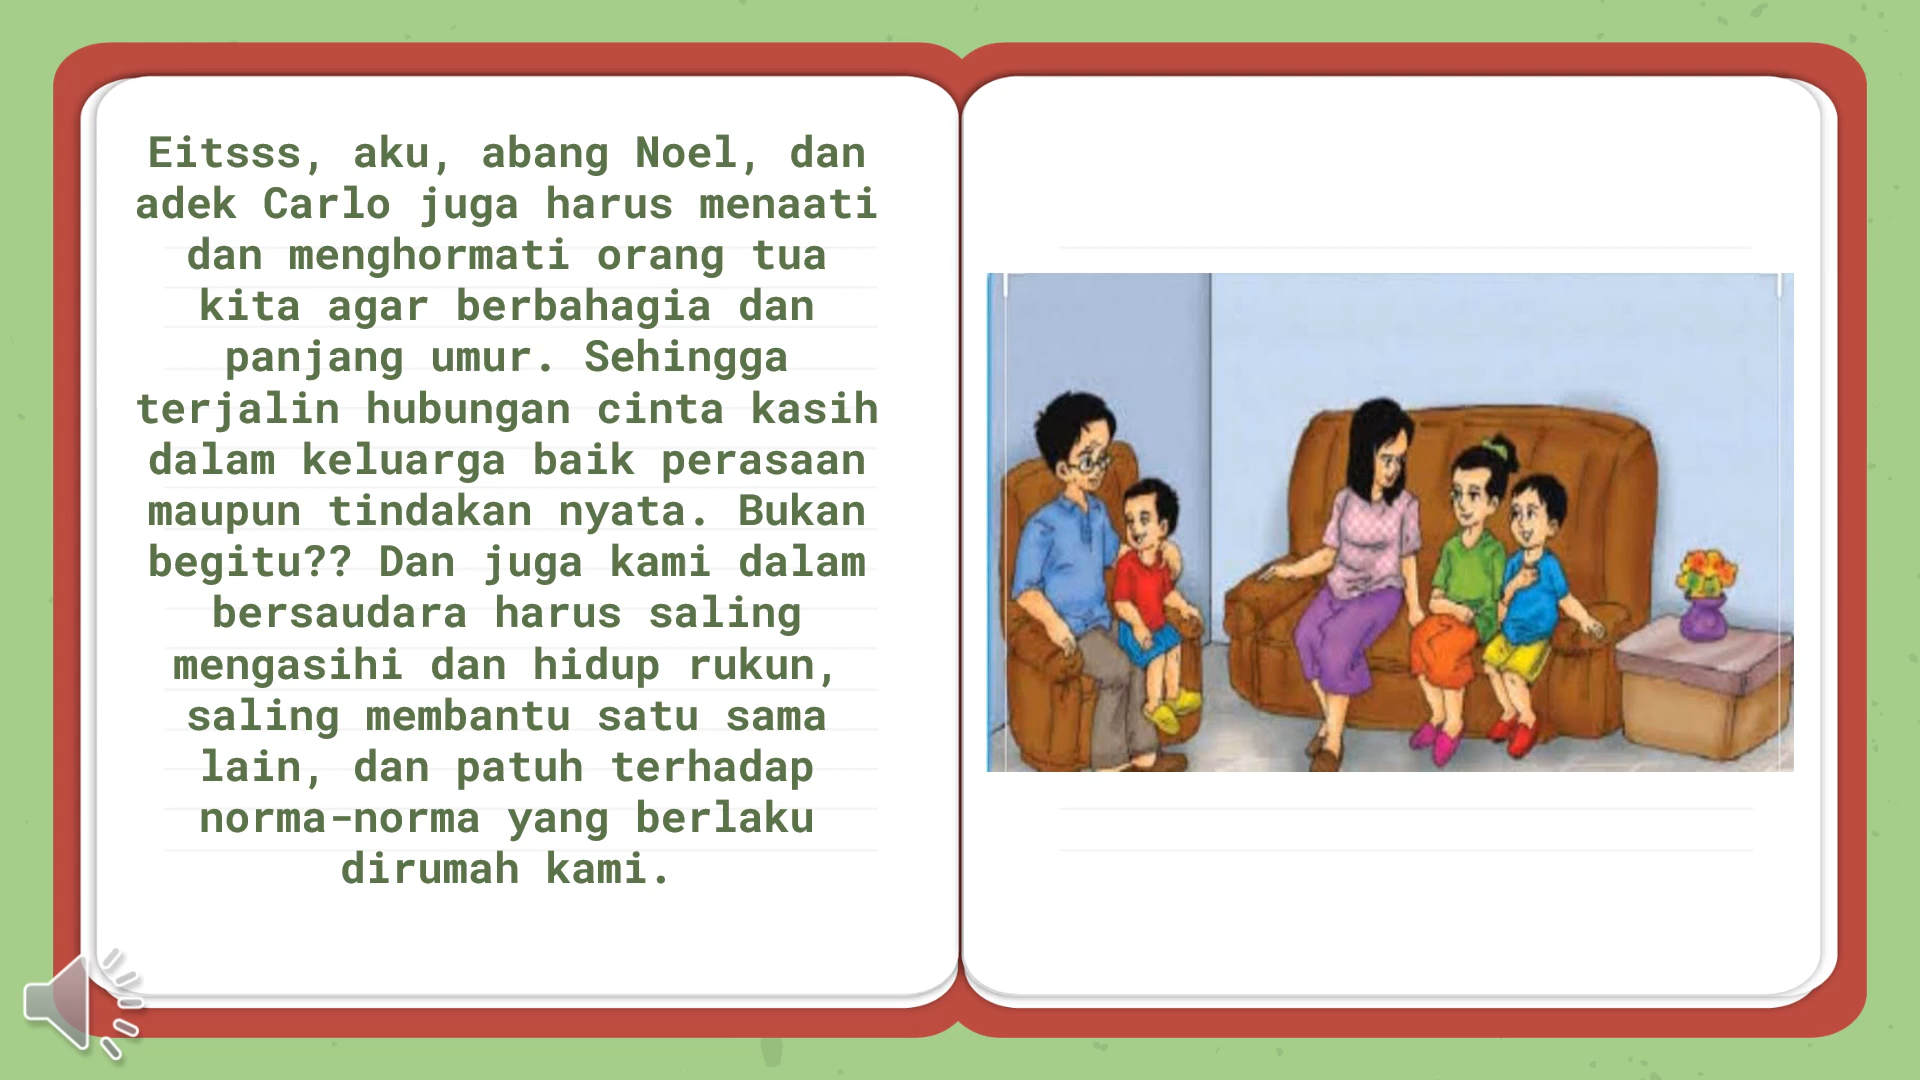 Eitsss, aku, abang Noel, dan
adek Carlo juga harus menaati
dan menghormati orang tua
kita agar berbahagia dan
panjang umur. Sehingga
terjalin hubungan cinta kasih
dalam keluarga baik perasaan
maupun tindakan nyata. Bukan
begitu?? Dan juga kami dalam
bersaudara harus saling
mengasihi dan hidup rukun,
saling membantu satu sama
lain, dan patuh terhadap
norma-norma yang berlaku
dirumah kami.